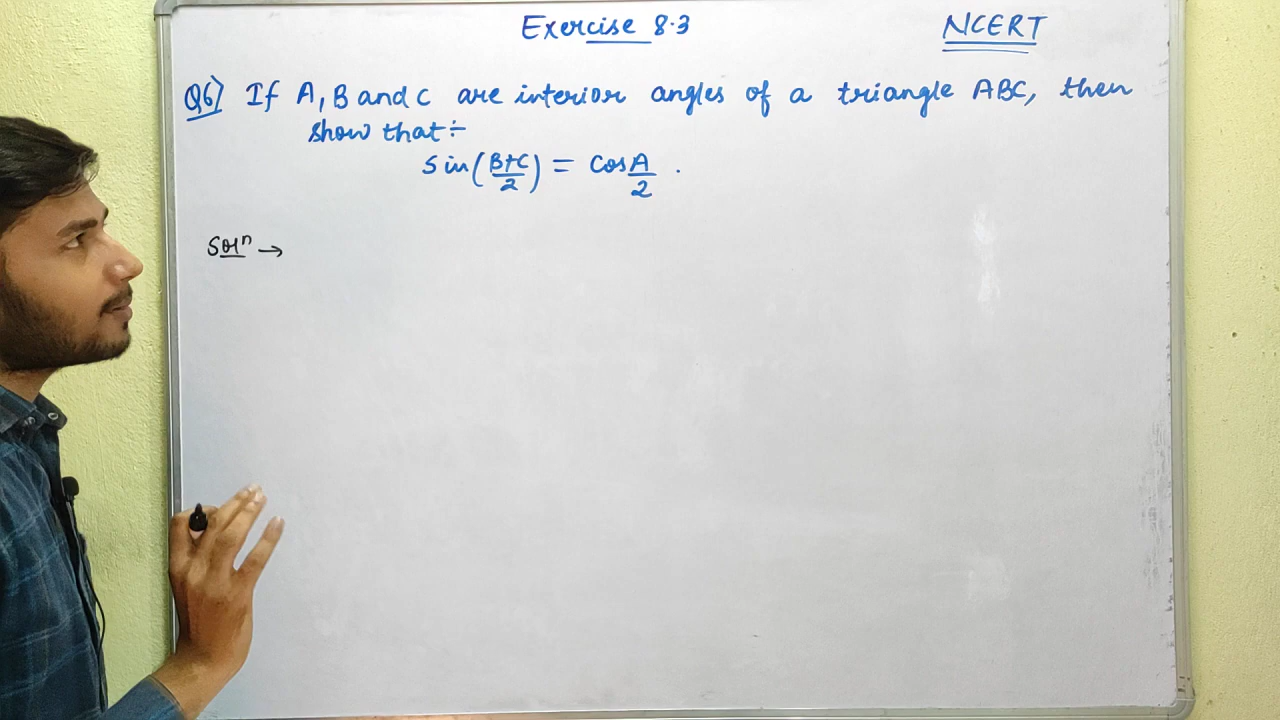 Exercise 8.3
NCERT
Q6) If A, B and C are interior angles of a triangle ABC, then
show that :-
sin(B+C/2) = cos A/2 .
Solⁿ →